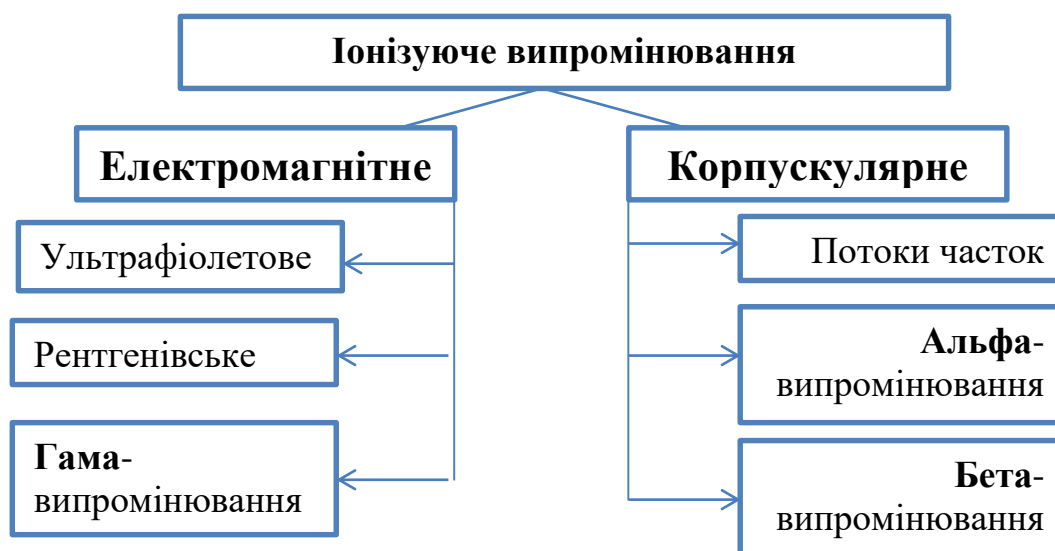 Іонізуюче випромінювання
Електромагнітне
Корпускулярне
Ультрафіолетове
Рентгенівське
Гама-
випромінювання
Потоки часток
Альфа-
випромінювання
Бета-
випромінювання